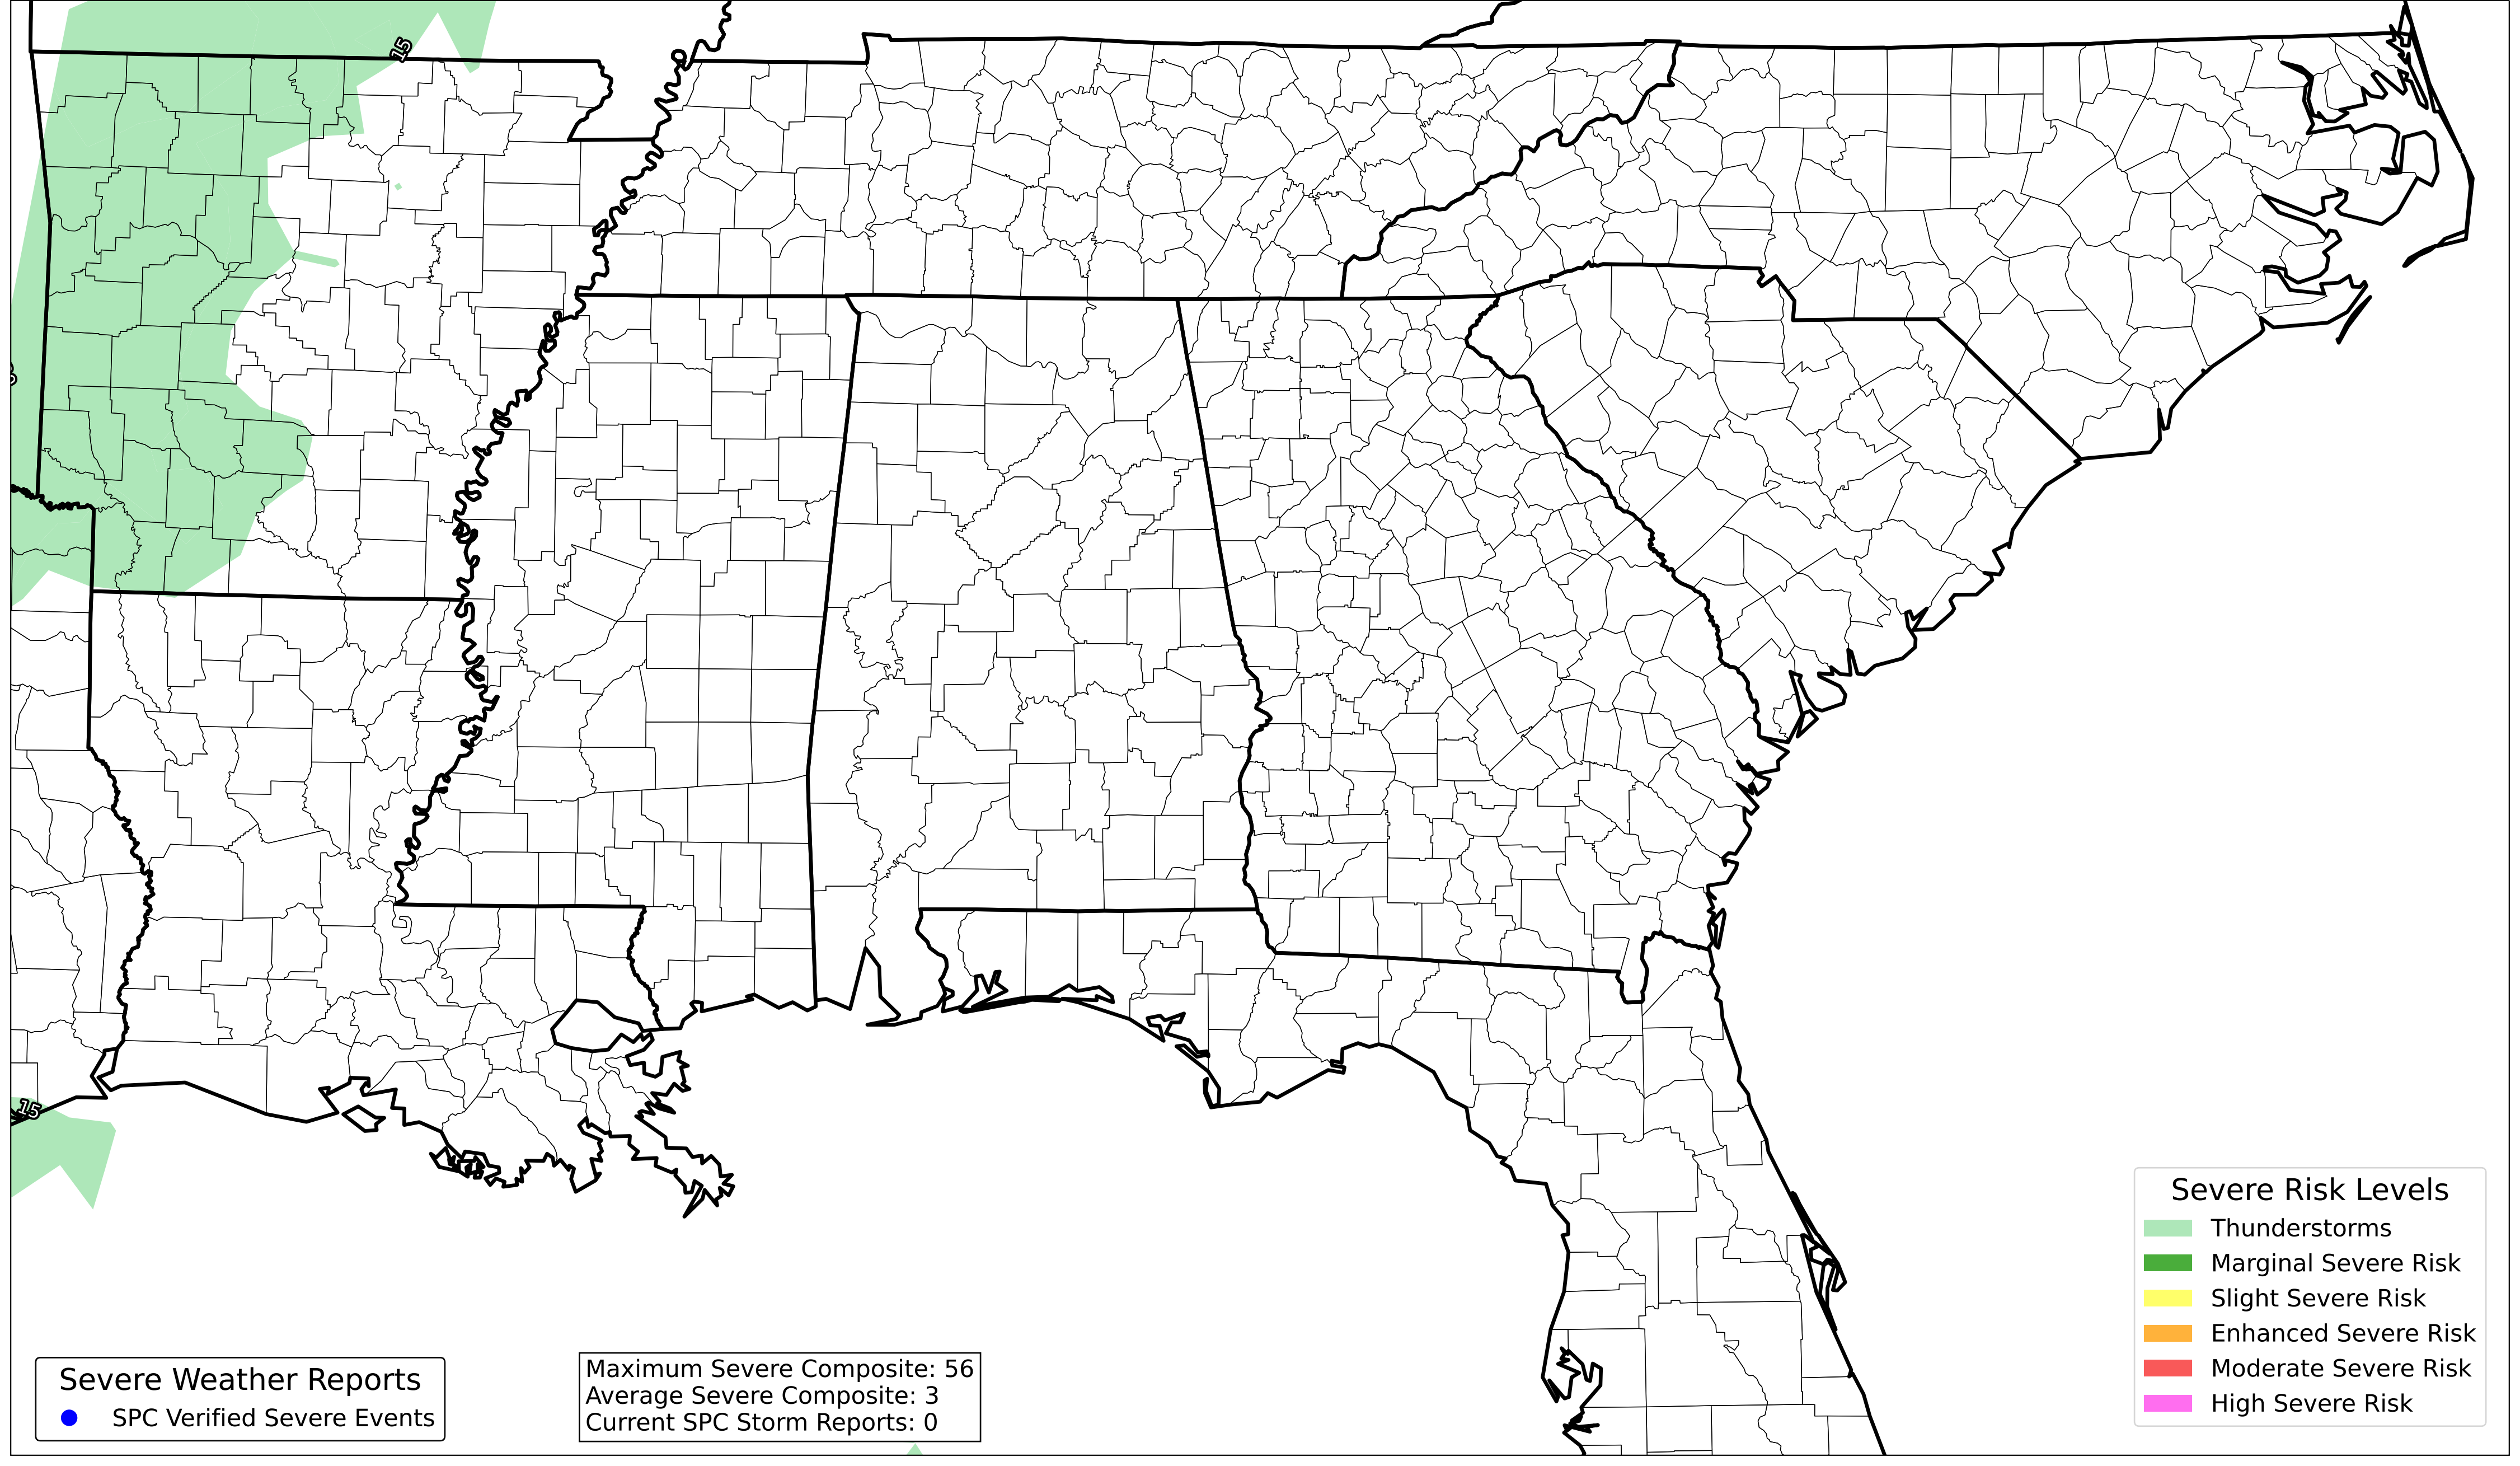 15
15
Severe Risk Levels
Thunderstorms
Marginal Severe Risk
Slight Severe Risk
Enhanced Severe Risk
Moderate Severe Risk
High Severe Risk
Severe Weather Reports
SPC Verified Severe Events
Maximum Severe Composite: 56
Average Severe Composite: 3
Current SPC Storm Reports: 0